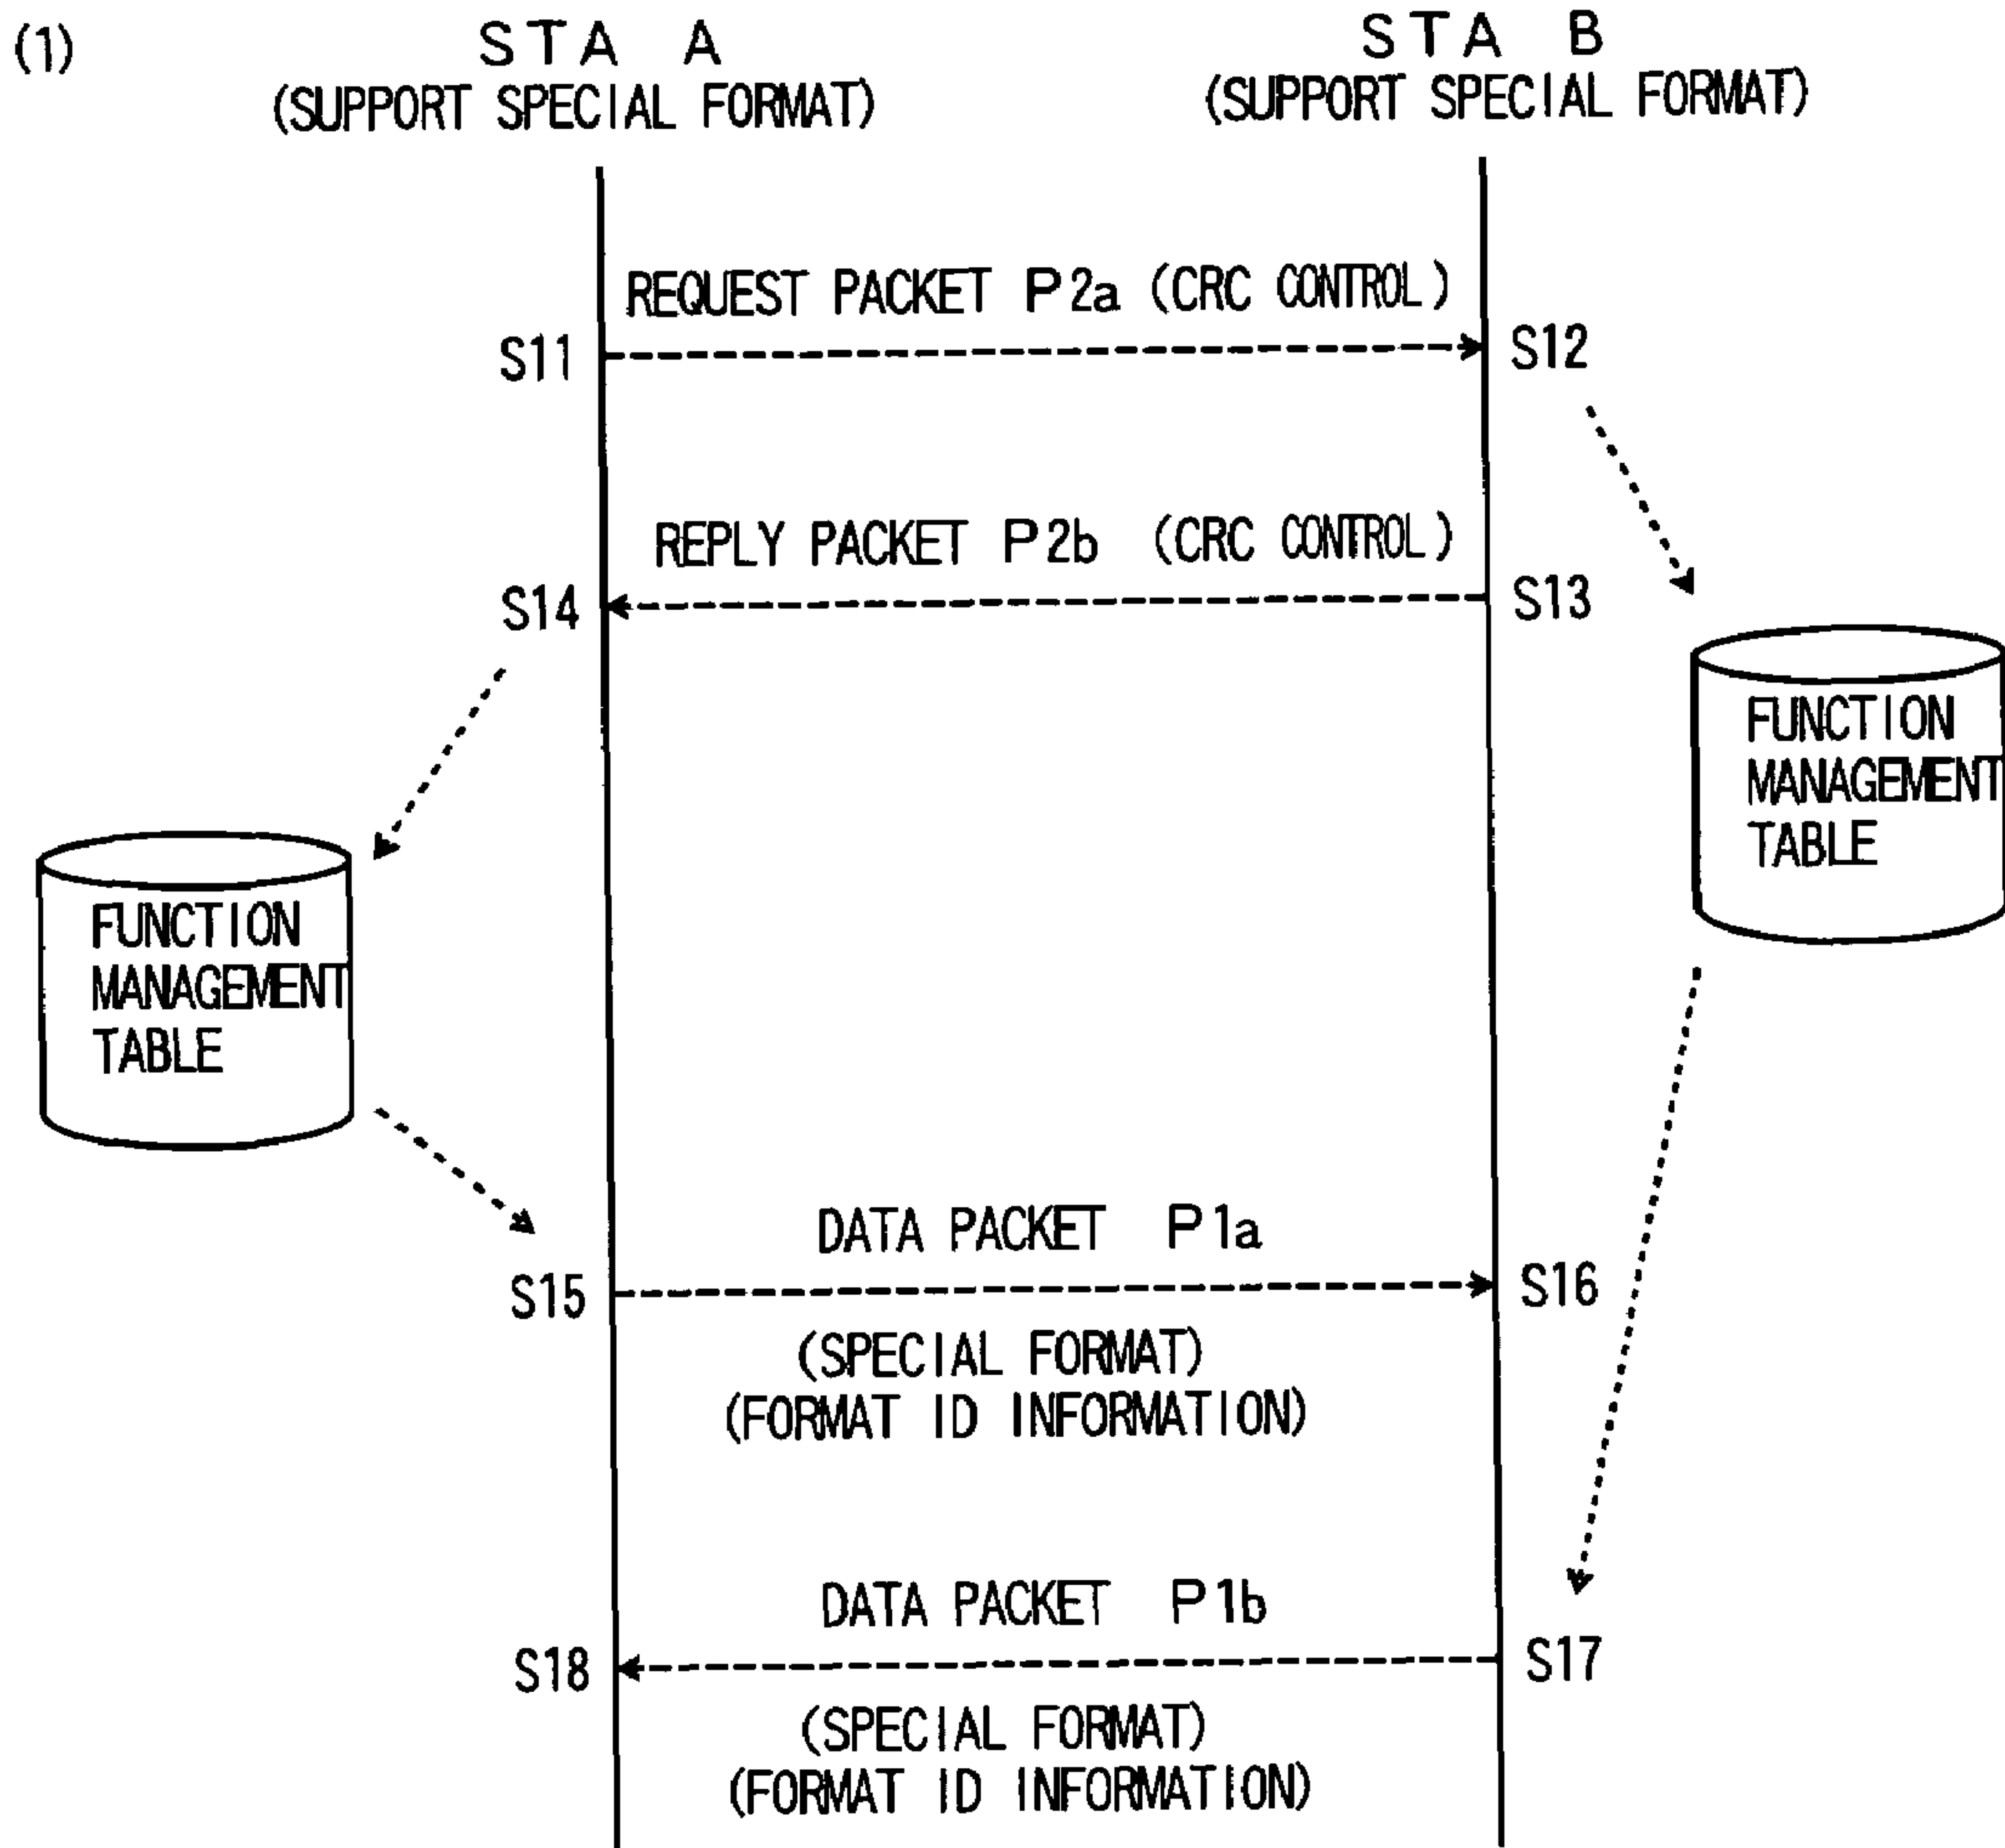 (1)
STA A
(SUPPORT SPECIAL FORMAT)
STA B
(SUPPORT SPECIAL FORMAT)
REQUEST PACKET P2a (CRC CONTROL)
S11
S12
REPLY PACKET P2b (CRC CONTROL)
S14
S13
FUNCTION
MANAGEMENT
TABLE
FUNCTION
MANAGEMENT
TABLE
DATA PACKET P1a
S15
S16
(SPECIAL FORMAT)
(FORMAT ID INFORMATION)
DATA PACKET P1b
S18
S17
(SPECIAL FORMAT)
(FORMAT ID INFORMATION)